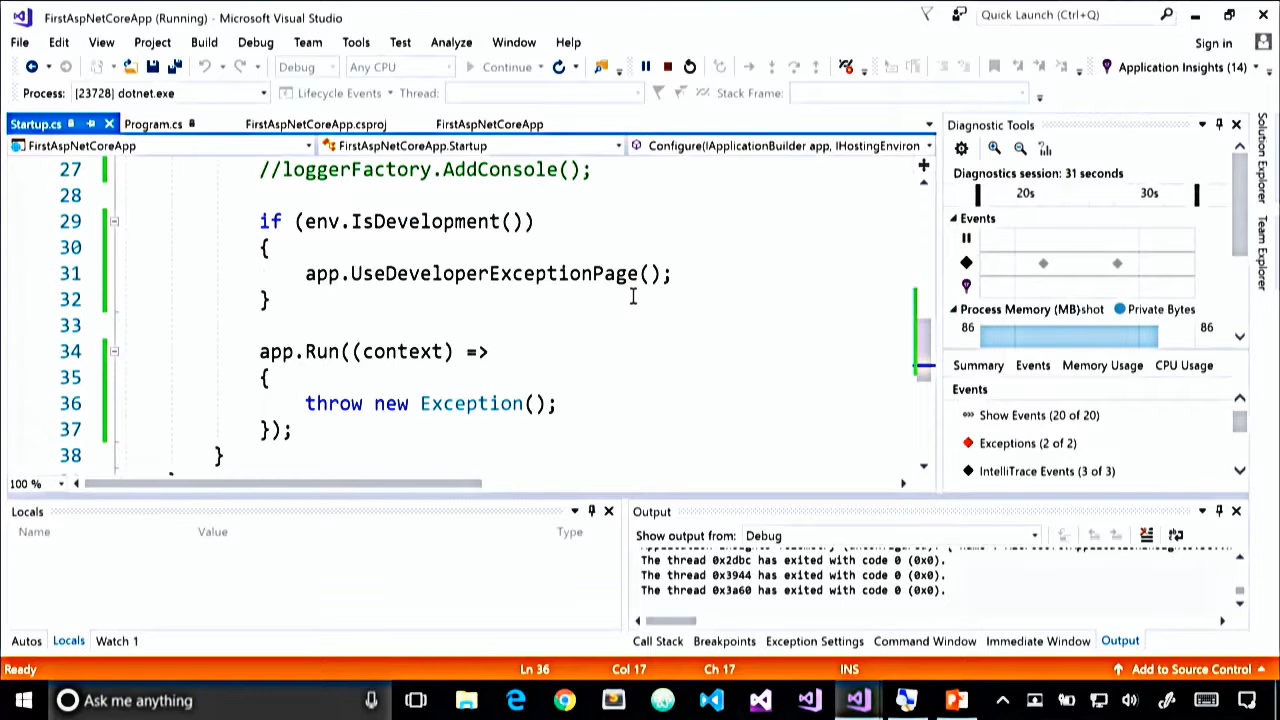 FirstAspNetCoreApp (Running) - Microsoft Visual Studio
Quick Launch (Ctrl+Q)
File Edit View Project Build Debug Team Tools Test Analyze Window Help
Sign in
Debug Any CPU Continue Application Insights (14)
Process: [23728] dotnet.exe Lifecycle Events Thread: Stack Frame:
Startup.cs Program.cs FirstAspNetCoreApp.csproj FirstAspNetCoreApp
FirstAspNetCoreApp FirstAspNetCoreApp.Startup Configure(IApplicationBuilder app, IHostingEnviron
27 //loggerFactory.AddConsole();
28
29 if (env.IsDevelopment())
30 {
31 app.UseDeveloperExceptionPage();
32 }
33
34 app.Run((context) =>
35 {
36 throw new Exception();
37 });
38 }
100 %
Diagnostic Tools
Diagnostics session: 31 seconds
20s 30s
Events
Process Memory (MB)shot Private Bytes
86 86
Summary Events Memory Usage CPU Usage
Events
Show Events (20 of 20)
Exceptions (2 of 2)
IntelliTrace Events (3 of 3)
Solution Explorer
Team Explorer
Locals
Name Value Type
Autos Locals Watch 1
Output
Show output from: Debug
The thread 0x2dbc has exited with code 0 (0x0).
The thread 0x3944 has exited with code 0 (0x0).
The thread 0x3a60 has exited with code 0 (0x0).
Call Stack Breakpoints Exception Settings Command Window Immediate Window Output
Ready Ln 36 Col 17 Ch 17 INS Add to Source Control
Ask me anything